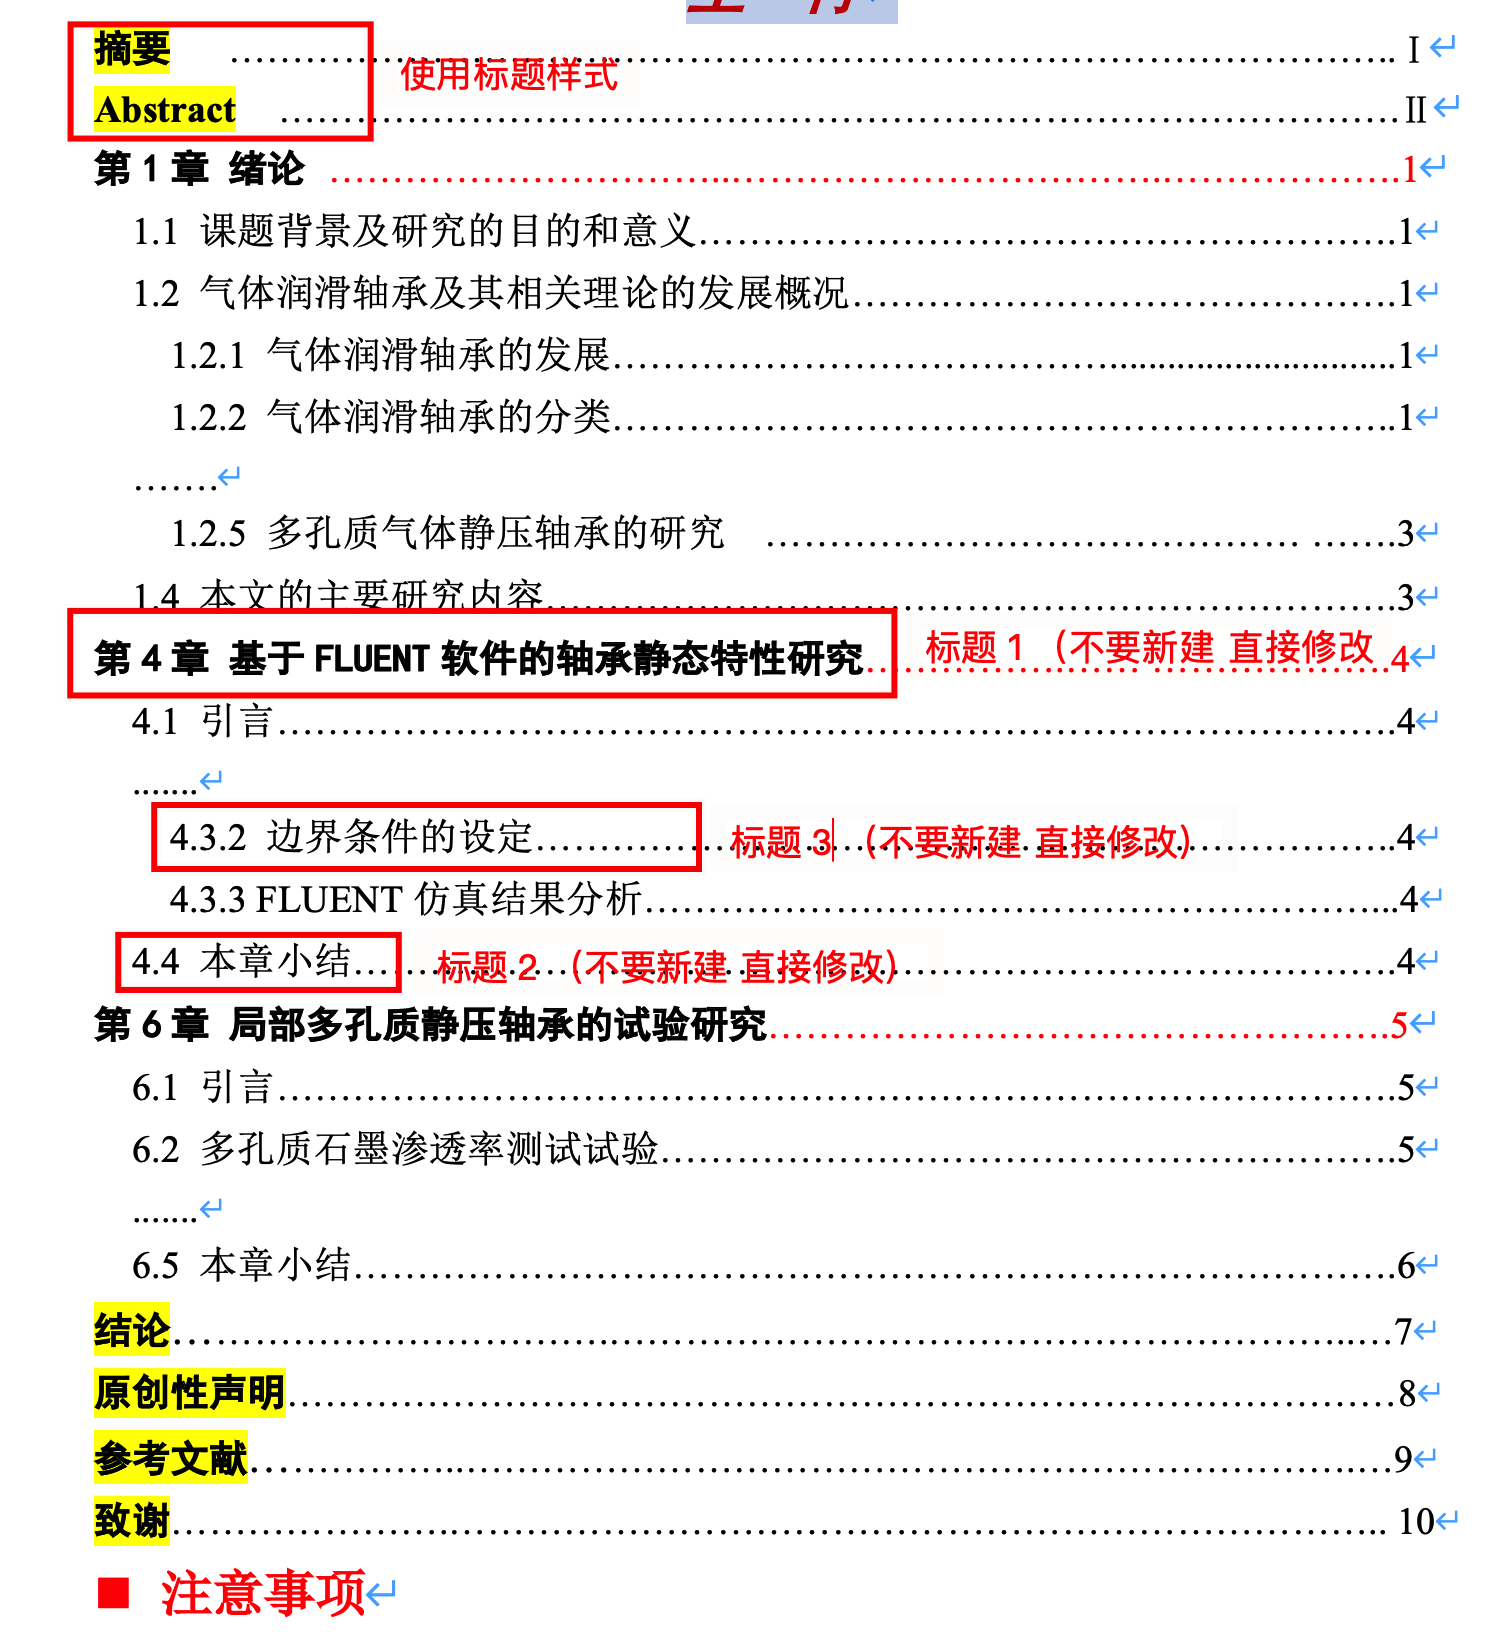 摘要 …………………………………………………………………… I
使用标题样式
Abstract …………………………………………………………………… II
第 1 章 绪论 ……………………………………………………………1
1.1 课题背景及研究的目的和意义……………………………………1
1.2 气体润滑轴承及其相关理论的发展概况…………………………1
1.2.1 气体润滑轴承的发展……………………………………………1
1.2.2 气体润滑轴承的分类……………………………………………1
.......
1.2.5 多孔质气体静压轴承的研究 ……………………… …….3
1.4 本文的主要研究内容………………………………………………3
第 4 章 基于 FLUENT 软件的轴承静态特性研究……………………4
标题 1 （不要新建 直接修改
4.1 引言…………………………………………………………………4
.......
4.3.2 边界条件的设定…………………………………………………4
标题 3 （不要新建 直接修改）
4.3.3 FLUENT 仿真结果分析…………………………………………4
4.4 本章小结……………………………………………………………4
标题 2 （不要新建 直接修改）
第 6 章 局部多孔质静压轴承的试验研究……………………………5
6.1 引言…………………………………………………………………5
6.2 多孔质石墨渗透率测试试验………………………………………5
.......
6.5 本章小结……………………………………………………………6
结论………………………………………………………………………7
原创性声明………………………………………………………………8
参考文献…………………………………………………………………9
致谢…………………………………………………………………… 10
■ 注意事项